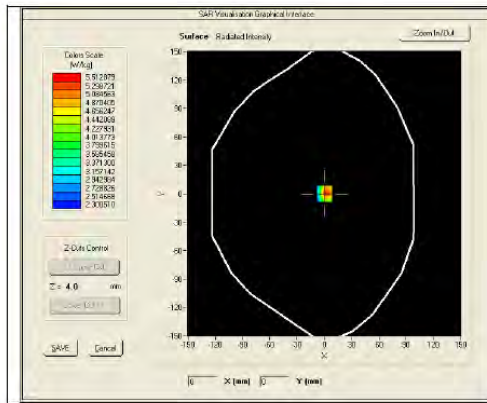 SAR Visualisation Graphical Interface
Surface Radiated Intensity
Zoom In/Out
Colors Scale
(W/kg)
5.512879
5.298721
5.084563
4.870405
4.656247
4.442089
4.227931
4.013773
3.799615
3.585458
3.371300
3.157142
2.942984
2.728826
2.514668
2.300510
150
120
90
60
30
0
-30
-60
-90
-120
-150
Y
-150 -120 -90 -60 -30 0 30 60 90 120 150
X
Z-Cuts Control
Z = 4.0 mm
SAVE Cancel
X (mm) 0 Y (mm)